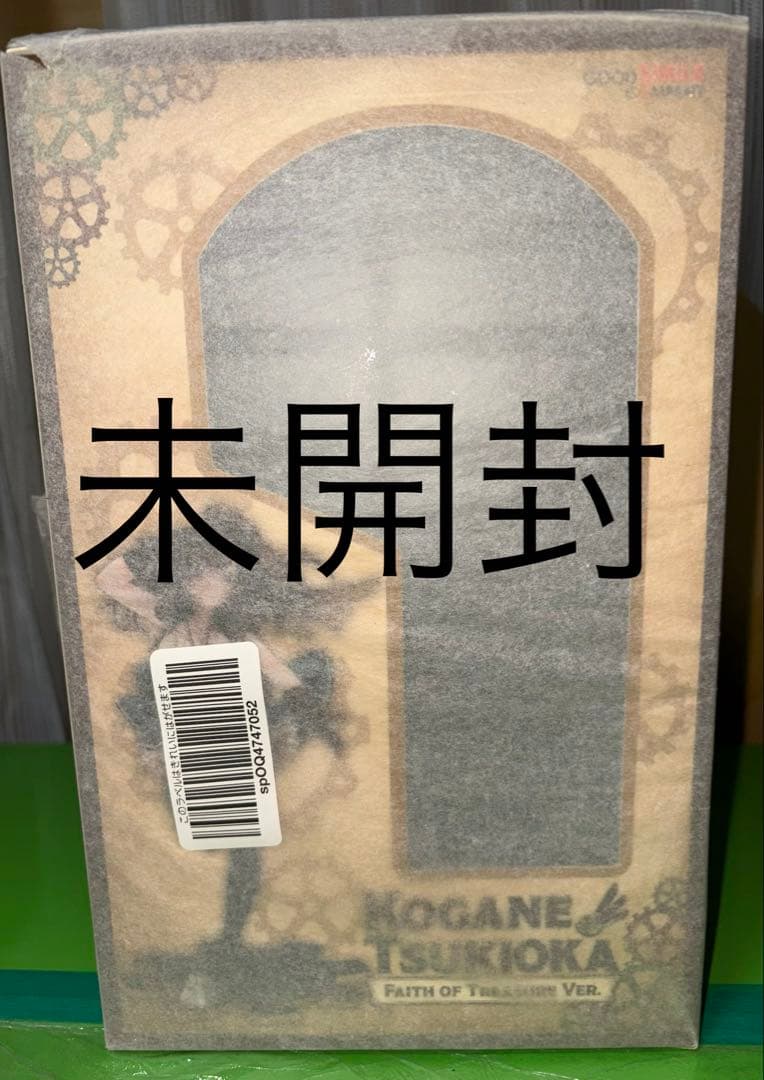 GOOD SMILE
COMPANY
未開封
このラベルはきれいにはがせます
spOQ4747052
KOGANE
TSUKIOKA
FAITH OF TREASURE VER.